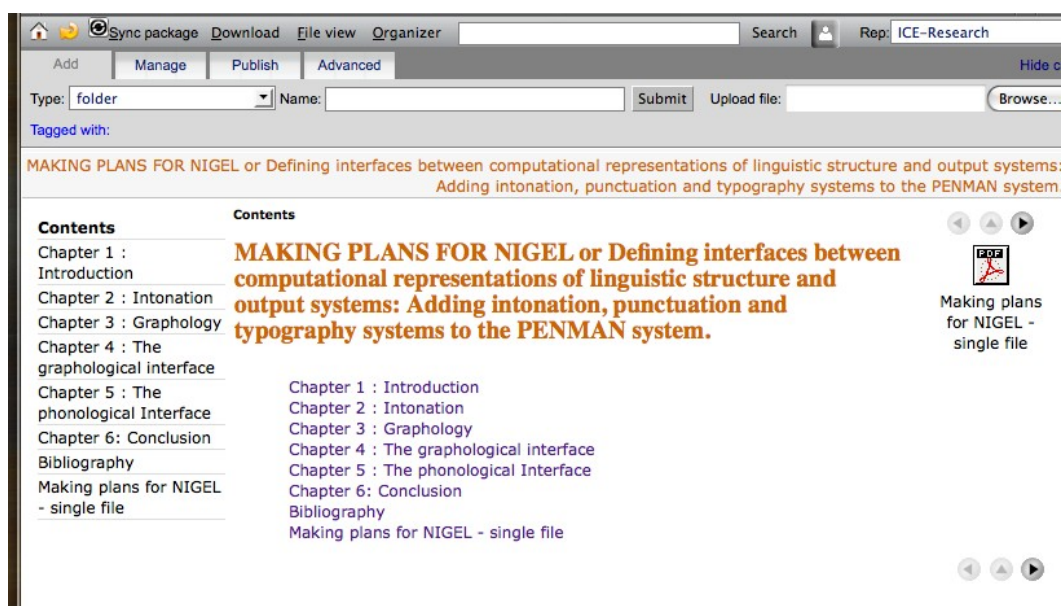 Sync package Download File view Organizer Search Rep: ICE-Research
Add Manage Publish Advanced Hide c
Type: folder Name: Submit Upload file: Browse...
Tagged with:
MAKING PLANS FOR NIGEL or Defining interfaces between computational representations of linguistic structure and output systems:
Adding intonation, punctuation and typography systems to the PENMAN system.
Contents
Chapter 1 :
Introduction
Chapter 2 : Intonation
Chapter 3 : Graphology
Chapter 4 : The
graphological interface
Chapter 5 : The
phonological Interface
Chapter 6: Conclusion
Bibliography
Making plans for NIGEL
- single file
Contents
MAKING PLANS FOR NIGEL or Defining interfaces between
computational representations of linguistic structure and
output systems: Adding intonation, punctuation and
typography systems to the PENMAN system.
Chapter 1 : Introduction
Chapter 2 : Intonation
Chapter 3 : Graphology
Chapter 4 : The graphological interface
Chapter 5 : The phonological Interface
Chapter 6: Conclusion
Bibliography
Making plans for NIGEL - single file
PDF
Making plans
for NIGEL -
single file